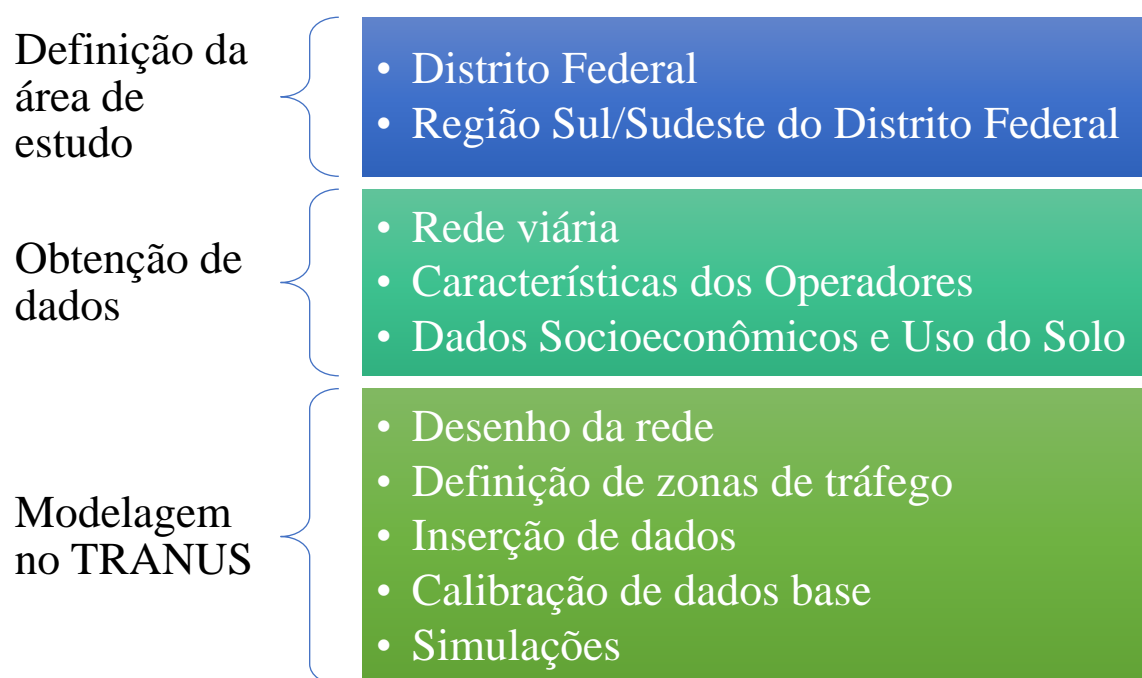 Definição da
área de
estudo
• Distrito Federal
• Região Sul/Sudeste do Distrito Federal
Obtenção de
dados
• Rede viária
• Características dos Operadores
• Dados Socioeconômicos e Uso do Solo
Modelagem
no TRANUS
• Desenho da rede
• Definição de zonas de tráfego
• Inserção de dados
• Calibração de dados base
• Simulações